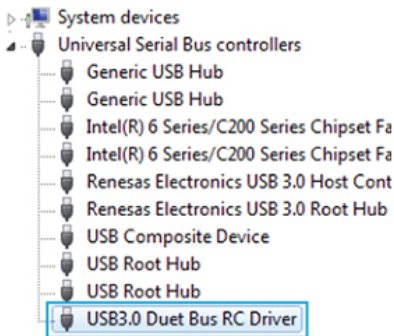 System devices
Universal Serial Bus controllers
Generic USB Hub
Generic USB Hub
Intel(R) 6 Series/C200 Series Chipset Fa
Intel(R) 6 Series/C200 Series Chipset Fa
Renesas Electronics USB 3.0 Host Cont
Renesas Electronics USB 3.0 Root Hub
USB Composite Device
USB Root Hub
USB Root Hub
USB3.0 Duet Bus RC Driver